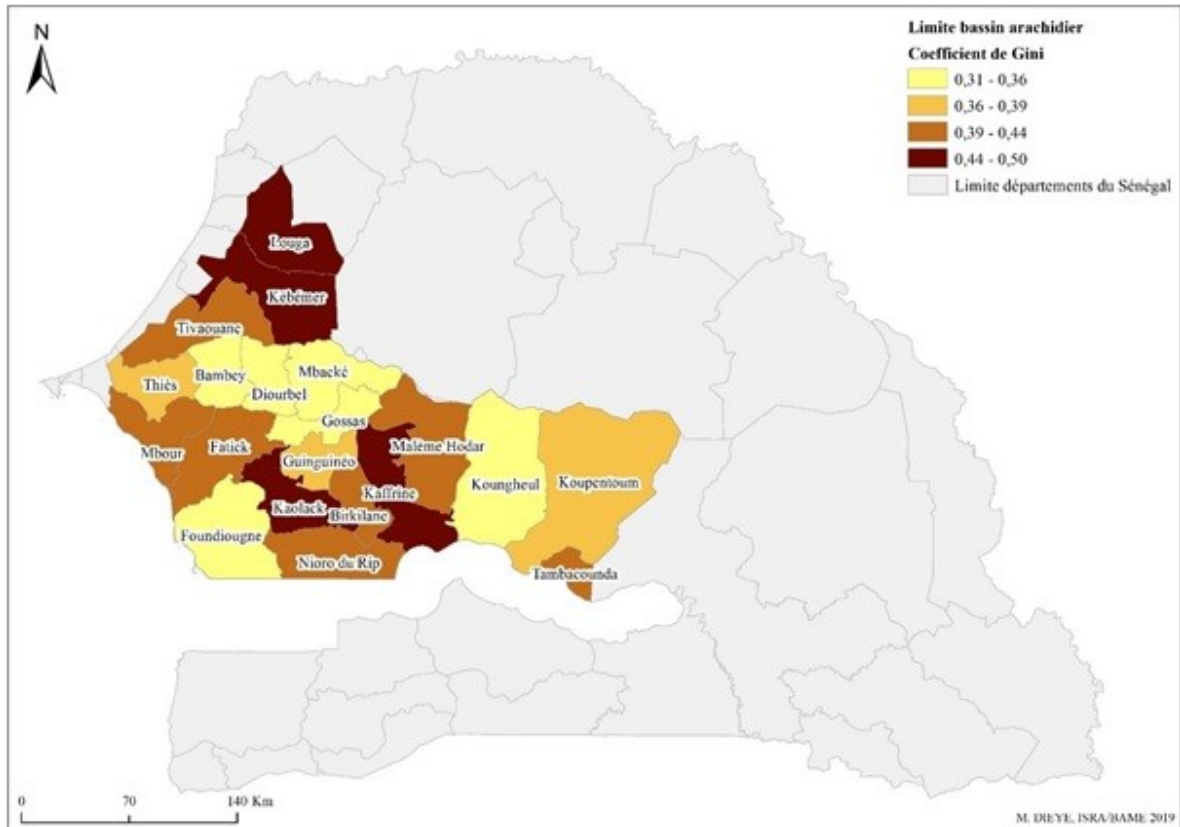 N
Limite bassin arachidier
Coefficient de Gini
0,31 - 0,36
0,36 - 0,39
0,39 - 0,44
0,44 - 0,50
Limite départements du Sénégal
Louga
Kébémer
Tivaouane
Thiès
Bambey
Mbacké
Diourbel
Gossas
Mbour
Fatick
Guinguinéo
Malème Hodar
Koungheul
Koupentoum
Kaffrine
Kaolack
Birkilane
Foundiougne
Nioro du Rip
Tambacounda
0 70 140 Km
M. DIEYE, ISRA/BAME 2019